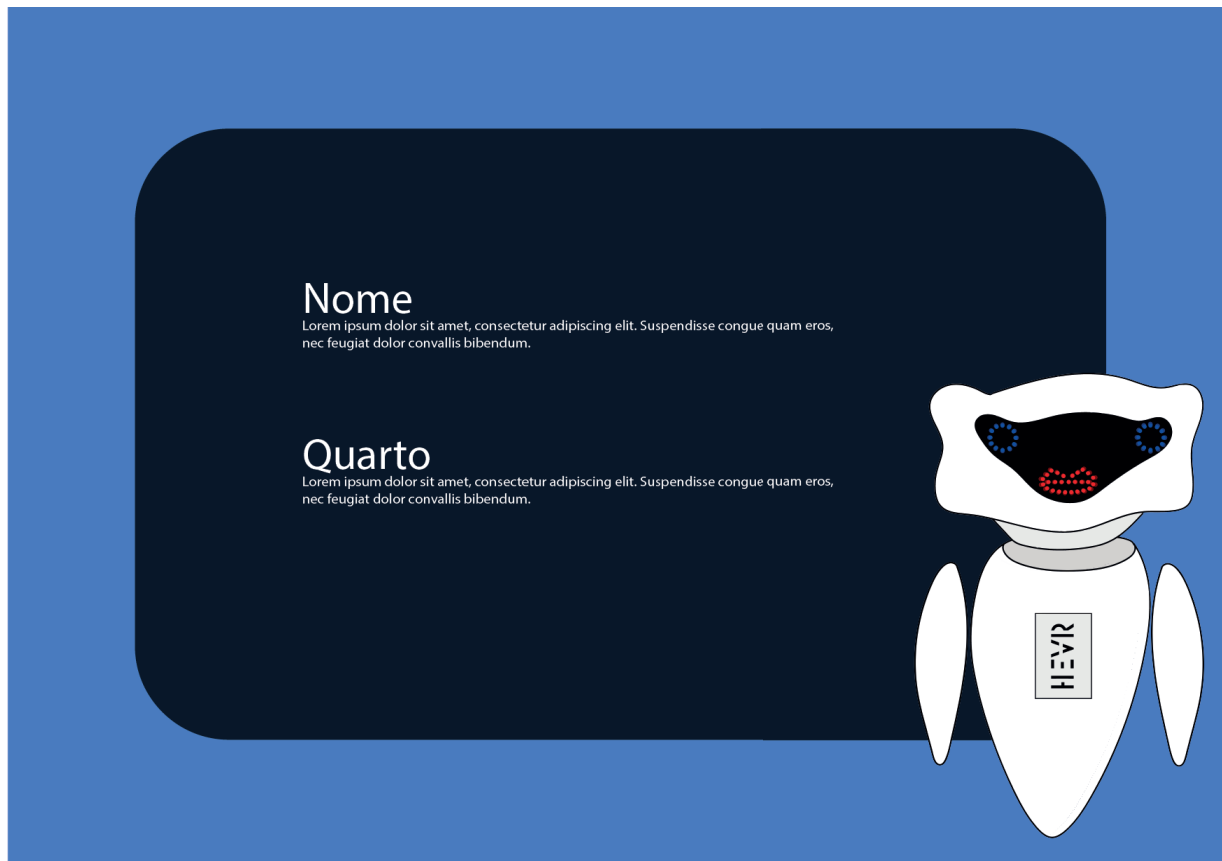 Nome
Lorem ipsum dolor sit amet, consectetur adipiscing elit. Suspendisse congue quam eros,
nec feugiat dolor convallis bibendum.
Quarto
Lorem ipsum dolor sit amet, consectetur adipiscing elit. Suspendisse congue quam eros,
nec feugiat dolor convallis bibendum.
HEVR